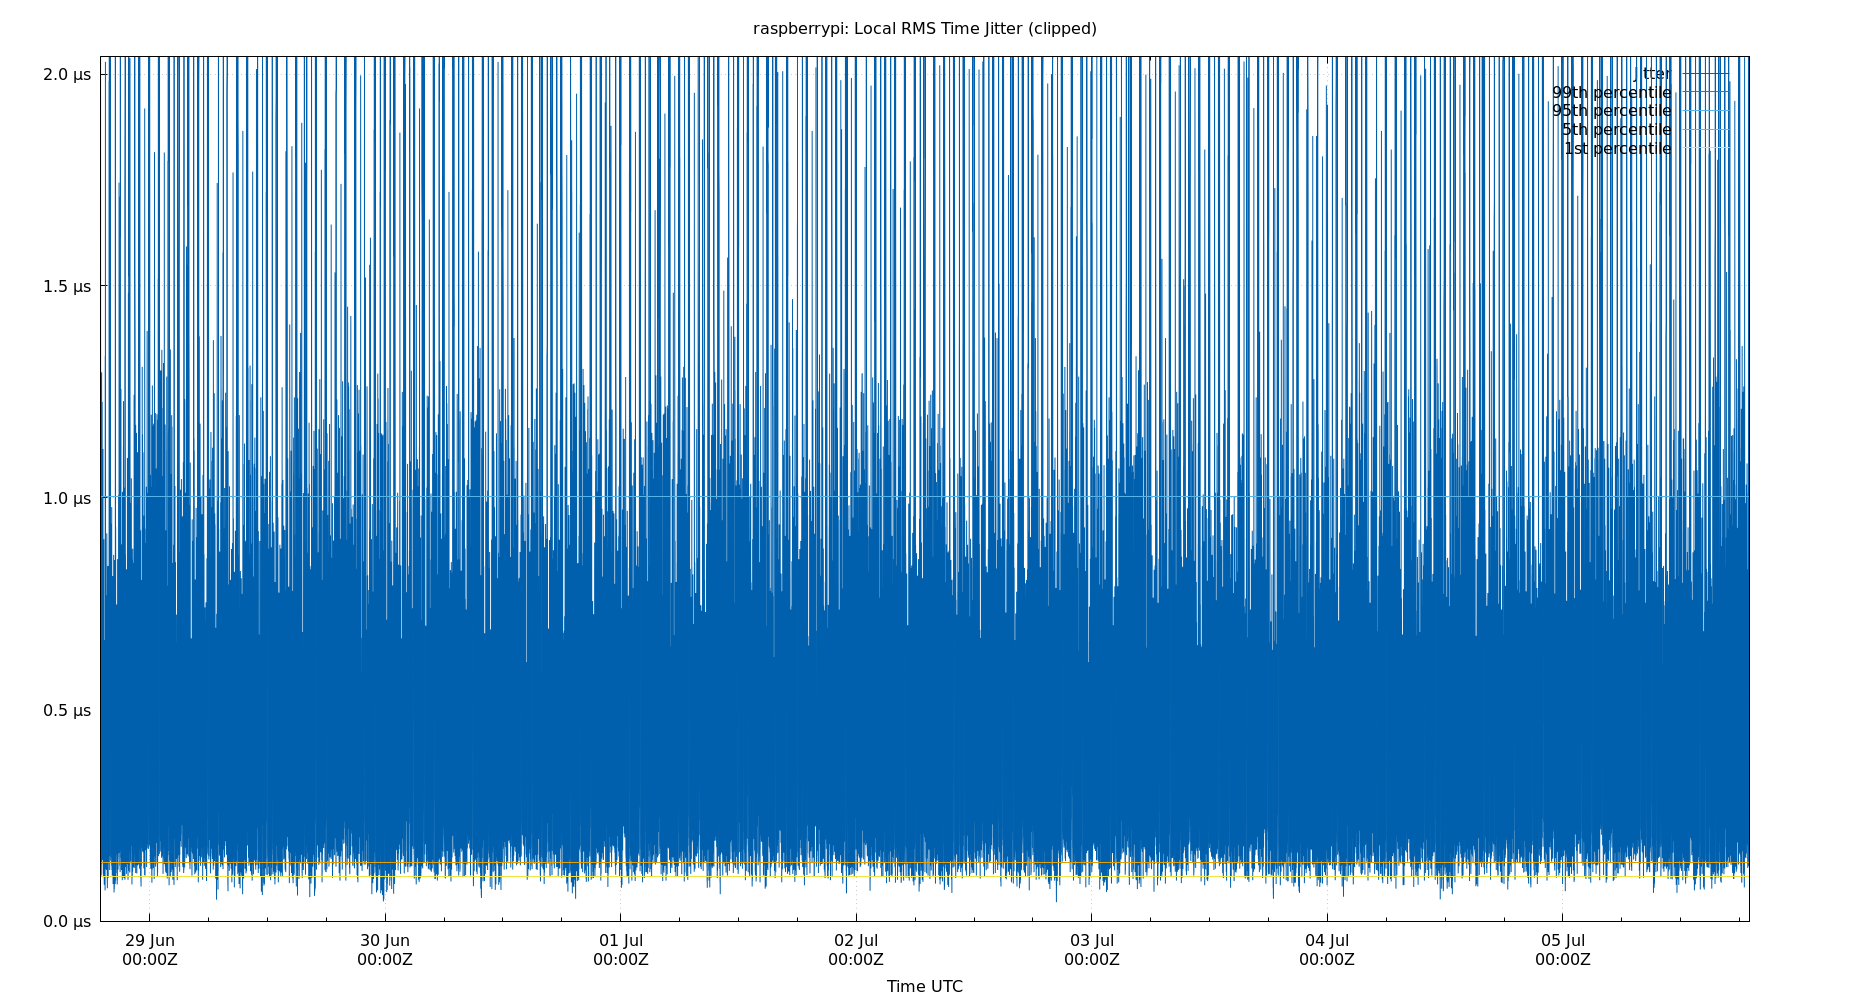 raspberrypi: Local RMS Time Jitter (clipped)
2.0 µs
1.5 µs
1.0 µs
0.5 µs
0.0 µs
Jitter
99th percentile
95th percentile
5th percentile
1st percentile
29 Jun
00:00Z
30 Jun
00:00Z
01 Jul
00:00Z
02 Jul
00:00Z
03 Jul
00:00Z
04 Jul
00:00Z
05 Jul
00:00Z
Time UTC